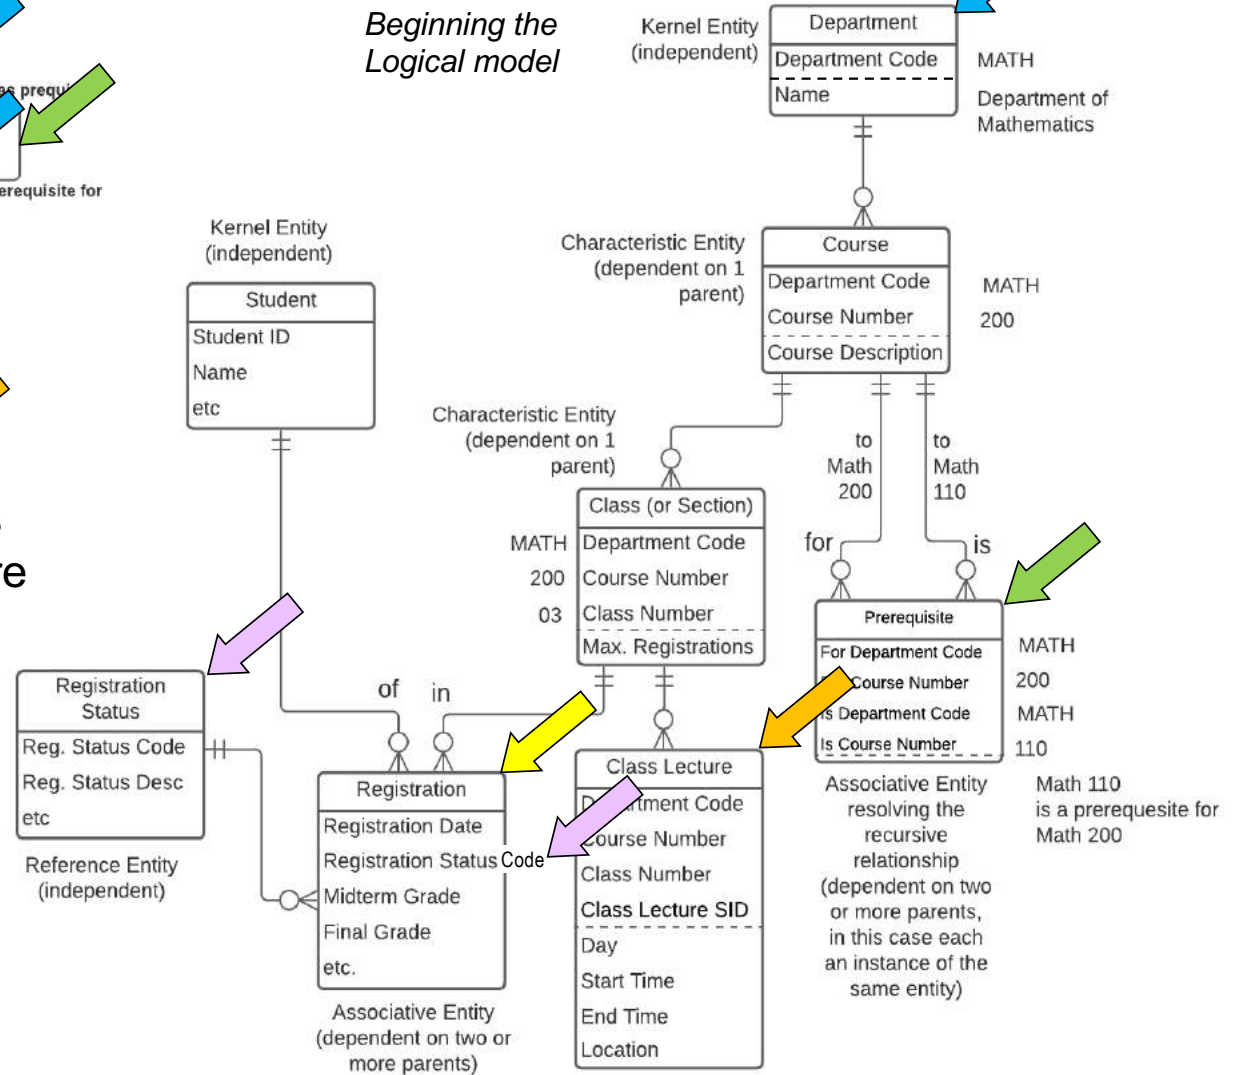 Beginning the
Logical model
Kernel Entity
(independent)
Department
Department Code
Name
MATH
Department of
Mathematics
erequisite for
Kernel Entity
(independent)
Student
Student ID
Name
etc
Characteristic Entity
(dependent on 1
parent)
Course
Department Code
Course Number
Course Description
MATH
200
Characteristic Entity
(dependent on 1
parent)
Class (or Section)
MATH
Department Code
200
Course Number
03
Class Number
Max. Registrations
to
Math
200
to
Math
110
for
is
Prerequisite
For Department Code
Course Number
Is Department Code
Is Course Number
MATH
200
MATH
110
Associative Entity
resolving the
recursive
relationship
(dependent on two
or more parents,
in this case each
an instance of the
same entity)
Math 110
is a prerequesite for
Math 200
re
Registration
Status
Reg. Status Code
Reg. Status Desc
etc
Reference Entity
(independent)
of
in
Registration
Registration Date
Registration Status Code
Midterm Grade
Final Grade
etc.
Associative Entity
(dependent on two or
more parents)
Class Lecture
Code
Course Number
Class Number
Class Lecture SID
Day
Start Time
End Time
Location